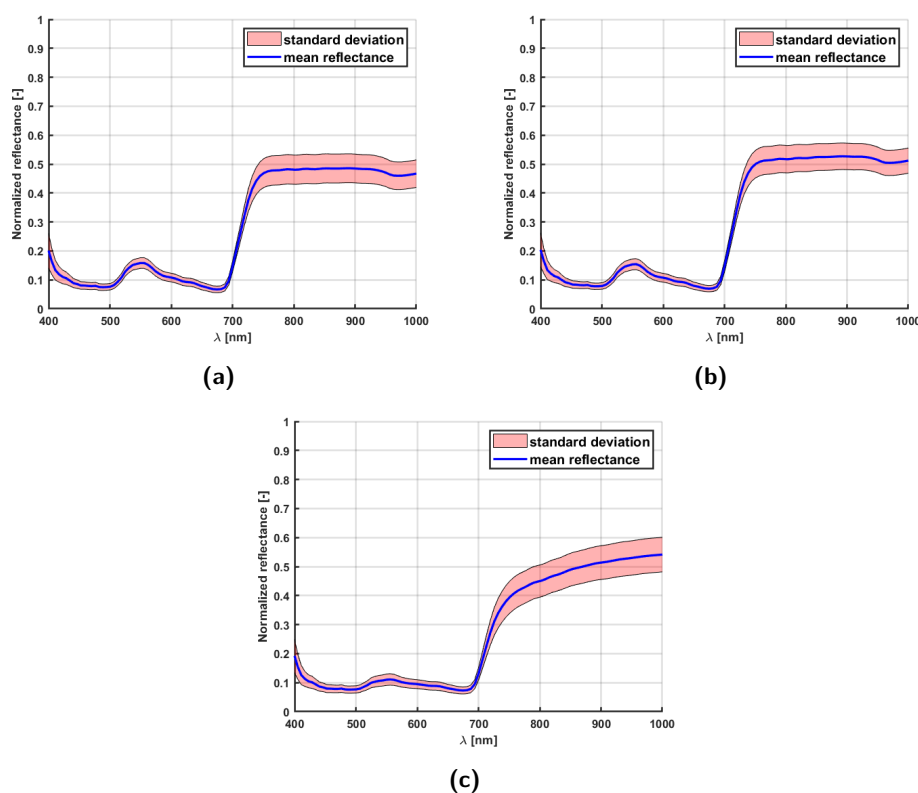 standard deviation
mean reflectance
Normalized reflectance [-]
1
0.9
0.8
0.7
0.6
0.5
0.4
0.3
0.2
0.1
0
400 500 600 700 800 900 1000
λ [nm]
(a)
standard deviation
mean reflectance
Normalized reflectance [-]
1
0.9
0.8
0.7
0.6
0.5
0.4
0.3
0.2
0.1
0
400 500 600 700 800 900 1000
λ [nm]
(b)
standard deviation
mean reflectance
Normalized reflectance [-]
1
0.9
0.8
0.7
0.6
0.5
0.4
0.3
0.2
0.1
0
400 500 600 700 800 900 1000
λ [nm]
(c)